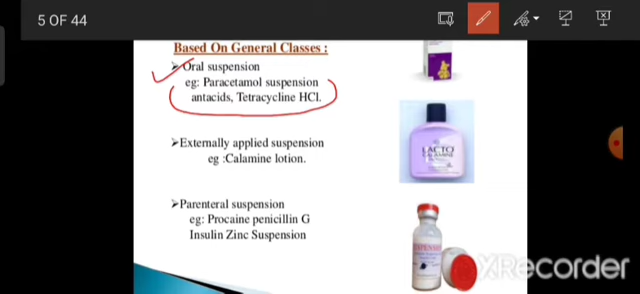 5 OF 44
Based On General Classes :
➤Oral suspension
eg: Paracetamol suspension
antacids, Tetracycline HCl.
➤Externally applied suspension
eg :Calamine lotion.
LACTO
CALAMINE
➤Parenteral suspension
eg: Procaine penicillin G
Insulin Zinc Suspension
XRecorder